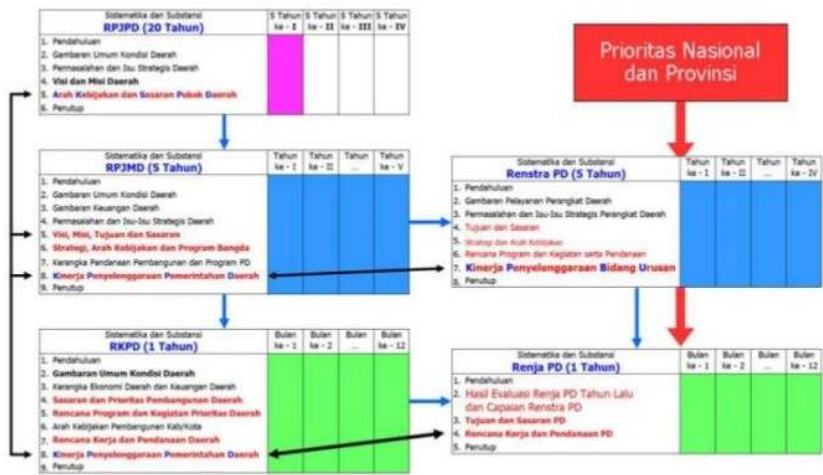 Sistematika dan Substansi
RPJPD (20 Tahun)
5 Tahun ke - I
5 Tahun ke - II
5 Tahun ke - III
5 Tahun ke - IV
1. Pendahuluan
2. Gambaran Umum Kondisi Daerah
3. Permasalahan dan Isu Strategis Daerah
4. Visi dan Misi Daerah
5. Arah Kebijakan dan Sasaran Pokok Daerah
6. Penutup
Prioritas Nasional
dan Provinsi
Sistematika dan Substansi
RPJMD (5 Tahun)
Tahun ke - I
Tahun ke - II
Tahun ...
Tahun ke - V
1. Pendahuluan
2. Gambaran Umum Kondisi Daerah
3. Gambaran Keuangan Daerah
4. Permasalahan dan Isu-Isu Strategis Daerah
5. Visi, Misi, Tujuan dan Sasaran
6. Strategi, Arah Kebijakan dan Program Bangda
7. Kerangka Pendanaan Pembangunan dan Program PD
8. Kinerja Penyelenggaraan Pemerintahan Daerah
9. Penutup
Sistematika dan Substansi
Renstra PD (5 Tahun)
Tahun ke - I
Tahun ke - II
Tahun ...
Tahun ke - IV
1. Pendahuluan
2. Gambaran Pelayanan Perangkat Daerah
3. Permasalahan dan Isu-Isu Strategis Perangkat Daerah
4. Tujuan dan Sasaran
5. Strategi dan Arah Kebijakan
6. Rencana Program dan Kegiatan serta Pendanaan
7. Kinerja Penyelenggaraan Bidang Urusan
8. Penutup
Sistematika dan Substansi
RKPD (1 Tahun)
Bulan ke - 1
Bulan ke - 2
Bulan ...
Bulan ke - 12
1. Pendahuluan
2. Gambaran Umum Kondisi Daerah
3. Kerangka Ekonomi Daerah dan Keuangan Daerah
4. Sasaran dan Prioritas Pembangunan Daerah
5. Rencana Program dan Kegiatan Prioritas Daerah
6. Arah Kebijakan Pembangunan Kab/Kota
7. Rencana Kerja dan Pendanaan Daerah
8. Kinerja Penyelenggaraan Pemerintahan Daerah
9. Penutup
Sistematika dan Substansi
Renja PD (1 Tahun)
Bulan ke - 1
Bulan ke - 2
Bulan ...
Bulan ke - 12
1. Pendahuluan
2. Hasil Evaluasi Renja PD Tahun Lalu
dan Capaian Renstra PD
3. Tujuan dan Sasaran PD
4. Rencana Kerja dan Pendanaan PD
5. Penutup